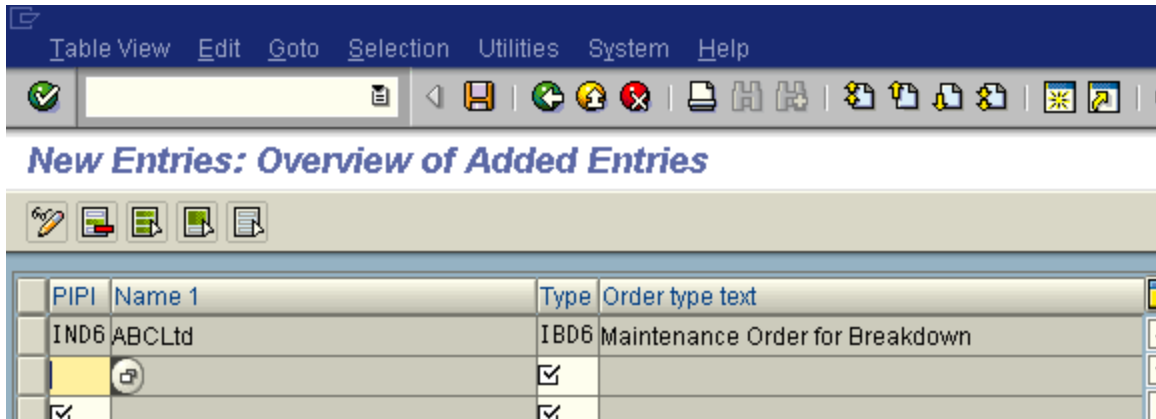 Table View Edit Goto Selection Utilities System Help
New Entries: Overview of Added Entries
PlPl Name 1 Type Order type text
IND6 ABCLtd IBD6 Maintenance Order for Breakdown